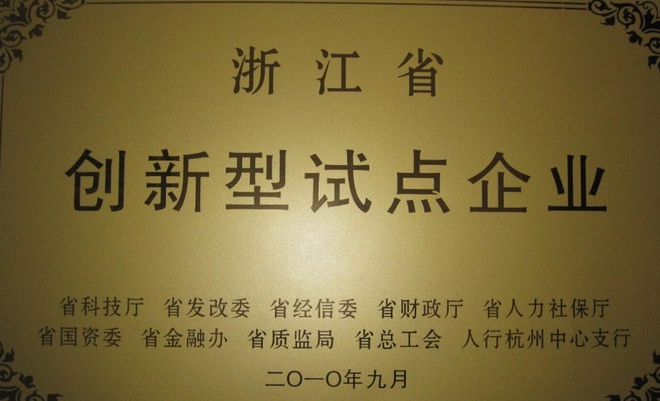 浙江省
创新型试点企业
省科技厅 省发改委 省经信委 省财政厅 省人力社保厅
省国资委 省金融办 省质监局 省总工会 人行杭州中心支行
二〇一〇年九月